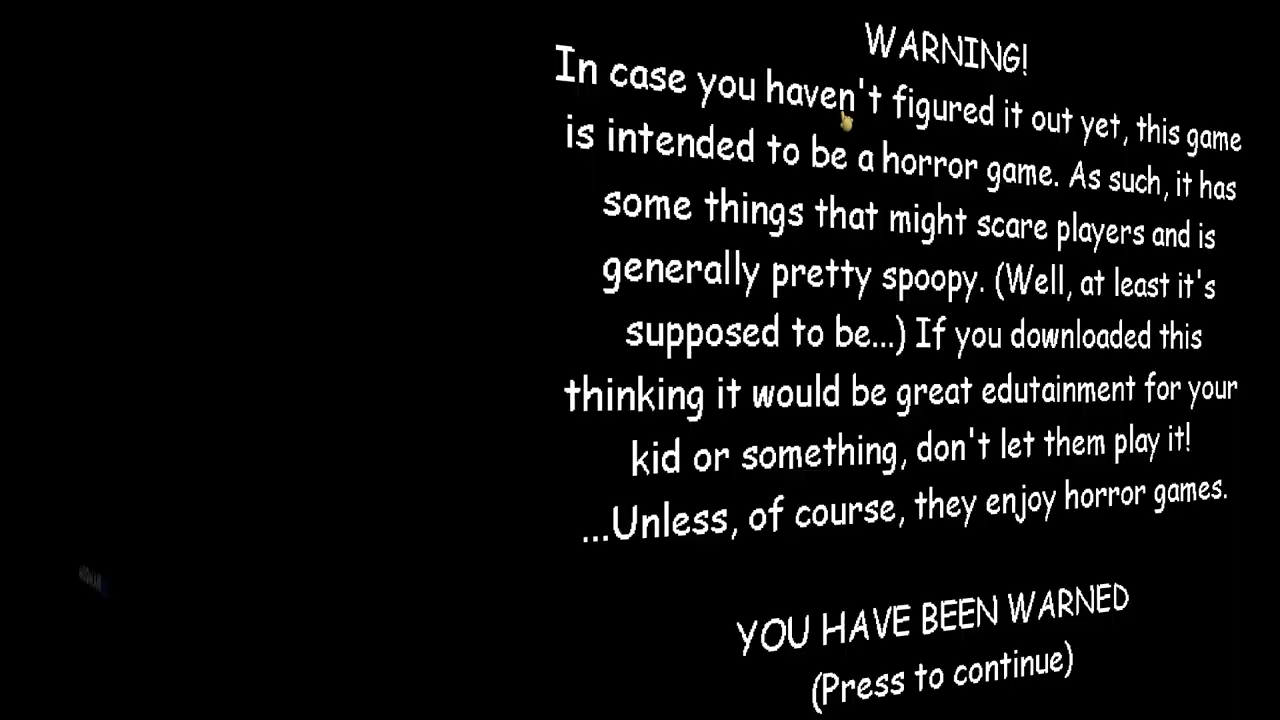 WARNING!
In case you haven't figured it out yet, this game
is intended to be a horror game. As such, it has
some things that might scare players and is
generally pretty spoopy. (Well, at least it's
supposed to be...) If you downloaded this
thinking it would be great edutainment for your
kid or something, don't let them play it!
...Unless, of course, they enjoy horror games.
YOU HAVE BEEN WARNED
(Press to continue)